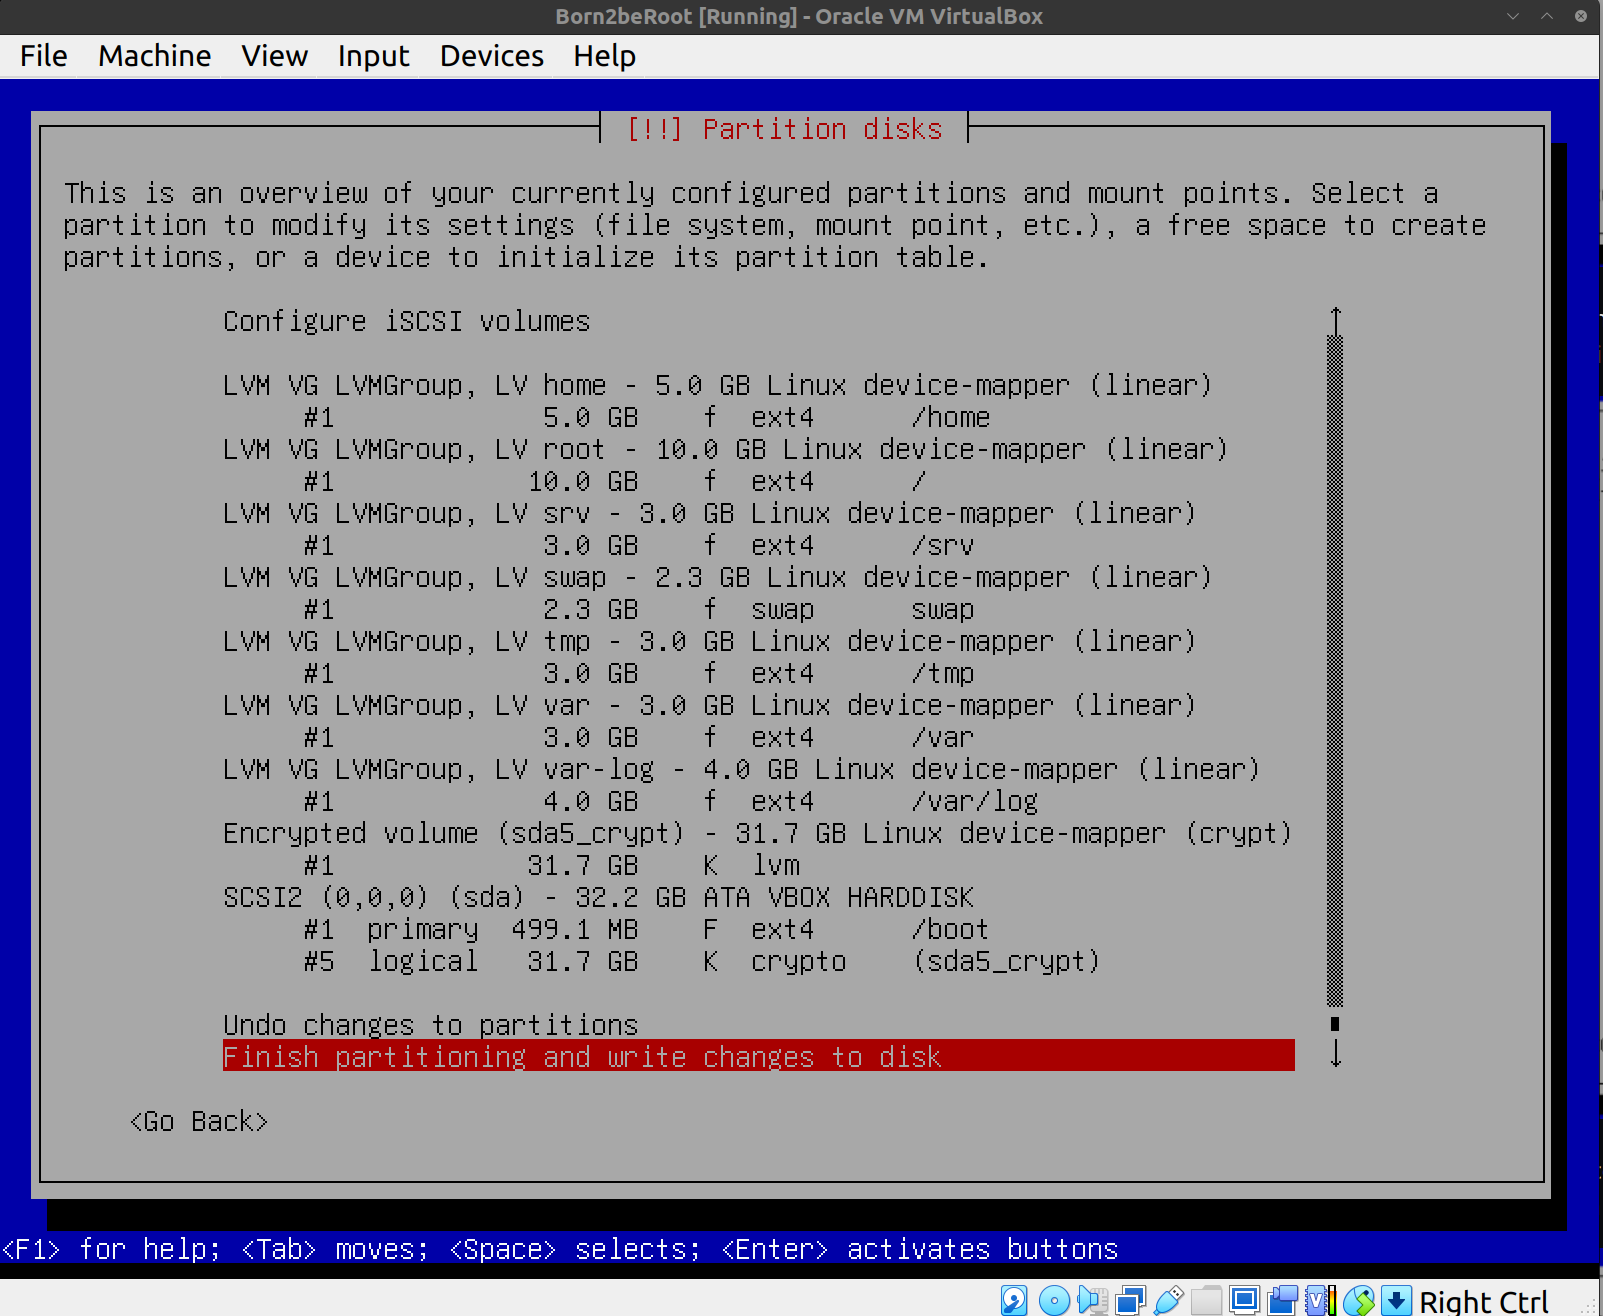 Born2beRoot [Running] - Oracle VM VirtualBox
File Machine View Input Devices Help
[!!] Partition disks
This is an overview of your currently configured partitions and mount points. Select a
partition to modify its settings (file system, mount point, etc.), a free space to create
partitions, or a device to initialize its partition table.
Configure iSCSI volumes
LVM VG LVMGroup, LV home - 5.0 GB Linux device-mapper (linear)
#1 5.0 GB f ext4 /home
LVM VG LVMGroup, LV root - 10.0 GB Linux device-mapper (linear)
#1 10.0 GB f ext4 /
LVM VG LVMGroup, LV srv - 3.0 GB Linux device-mapper (linear)
#1 3.0 GB f ext4 /srv
LVM VG LVMGroup, LV swap - 2.3 GB Linux device-mapper (linear)
#1 2.3 GB f swap swap
LVM VG LVMGroup, LV tmp - 3.0 GB Linux device-mapper (linear)
#1 3.0 GB f ext4 /tmp
LVM VG LVMGroup, LV var - 3.0 GB Linux device-mapper (linear)
#1 3.0 GB f ext4 /var
LVM VG LVMGroup, LV var-log - 4.0 GB Linux device-mapper (linear)
#1 4.0 GB f ext4 /var/log
Encrypted volume (sda5_crypt) - 31.7 GB Linux device-mapper (crypt)
#1 31.7 GB K lvm
SCSI2 (0,0,0) (sda) - 32.2 GB ATA VBOX HARDDISK
#1 primary 499.1 MB F ext4 /boot
#5 logical 31.7 GB K crypto (sda5_crypt)
Undo changes to partitions
Finish partitioning and write changes to disk
<Go Back>
<F1> for help; <Tab> moves; <Space> selects; <Enter> activates buttons
Right Ctrl